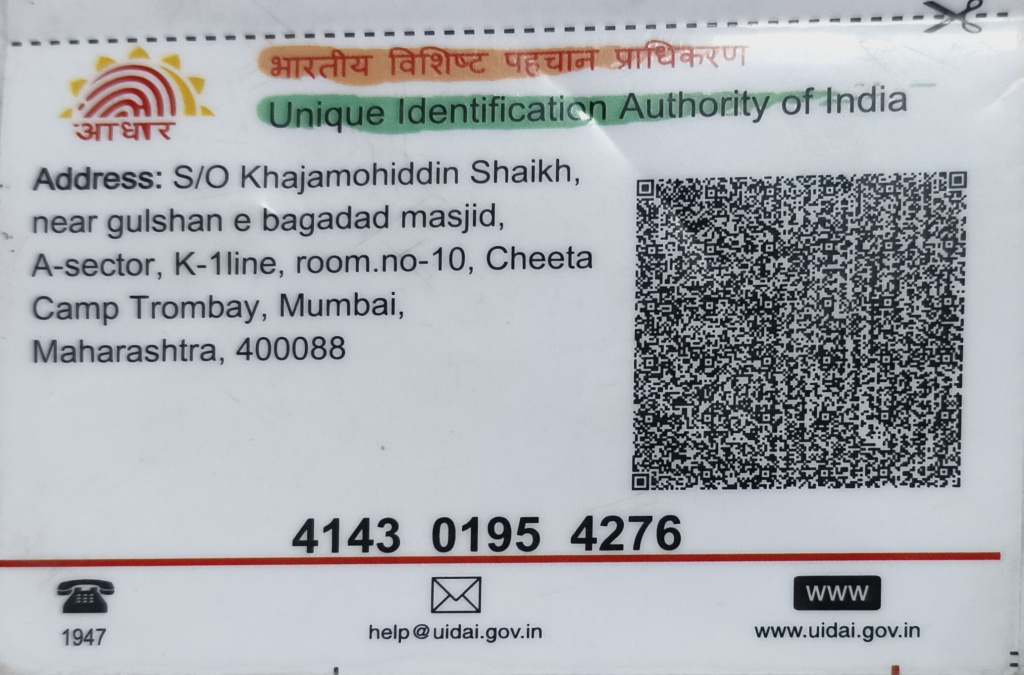 भारतीय विशिष्ट पहचान प्राधिकरण
Unique Identification Authority of India
आधार
Address: S/O Khajamohiddin Shaikh,
near gulshan e bagadad masjid,
A-sector, K-1line, room.no-10, Cheeta
Camp Trombay, Mumbai,
Maharashtra, 400088
4143 0195 4276
1947
help@uidai.gov.in
www
www.uidai.gov.in